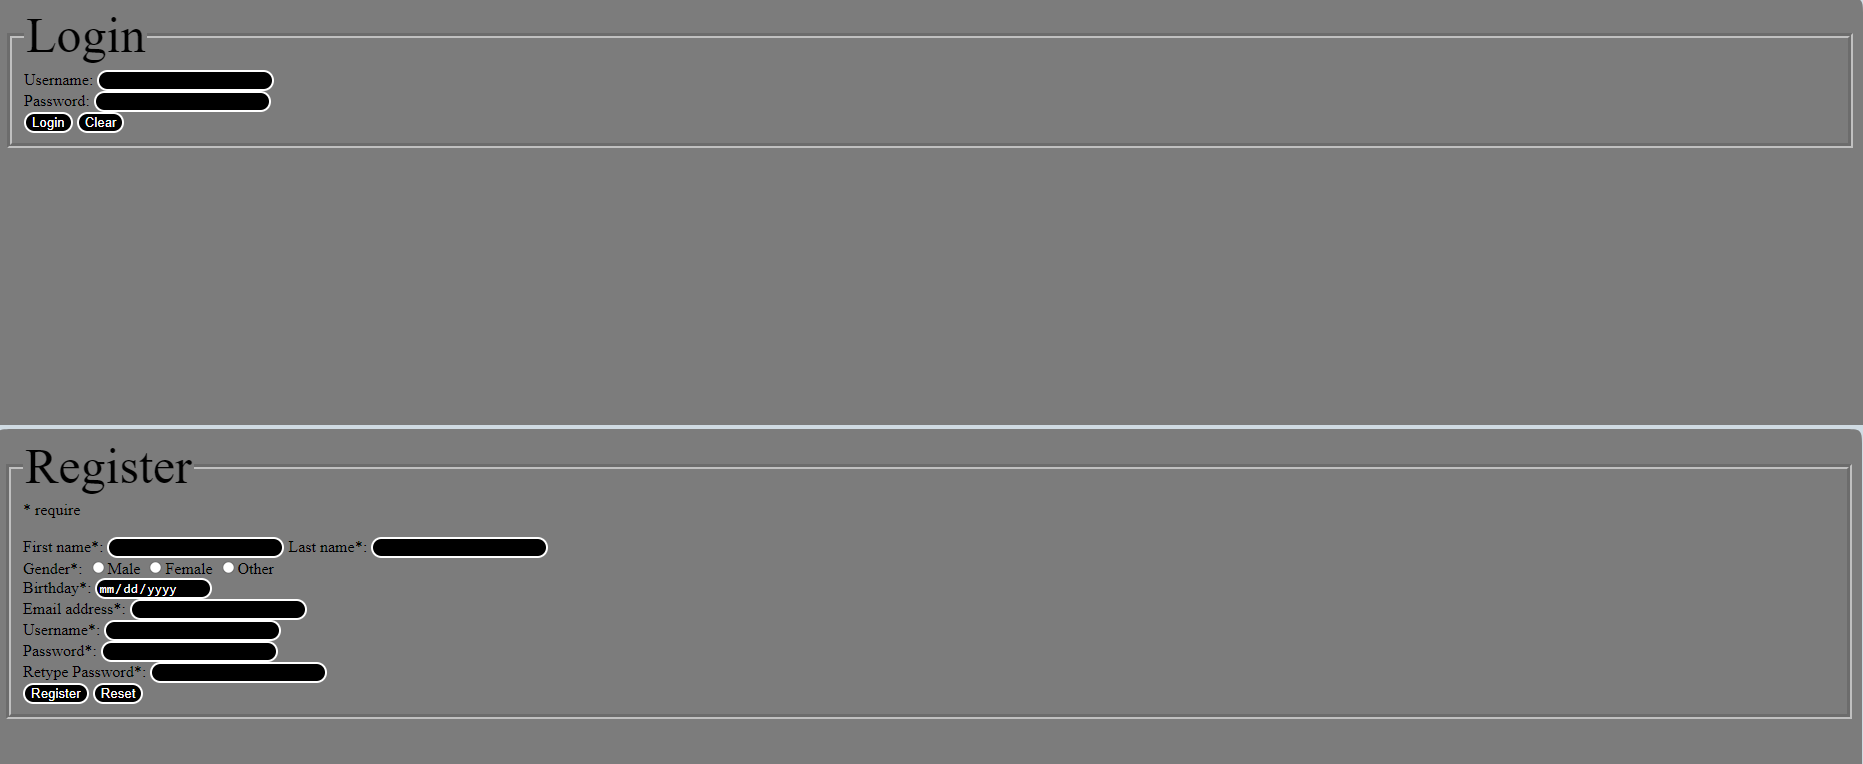 Login
Username:
Password:
Login Clear
Register
* require
First name*: Last name*:
Gender*: Male Female Other
Birthday*: mm/dd/yyyy
Email address*:
Username*:
Password*:
Retype Password*:
Register Reset